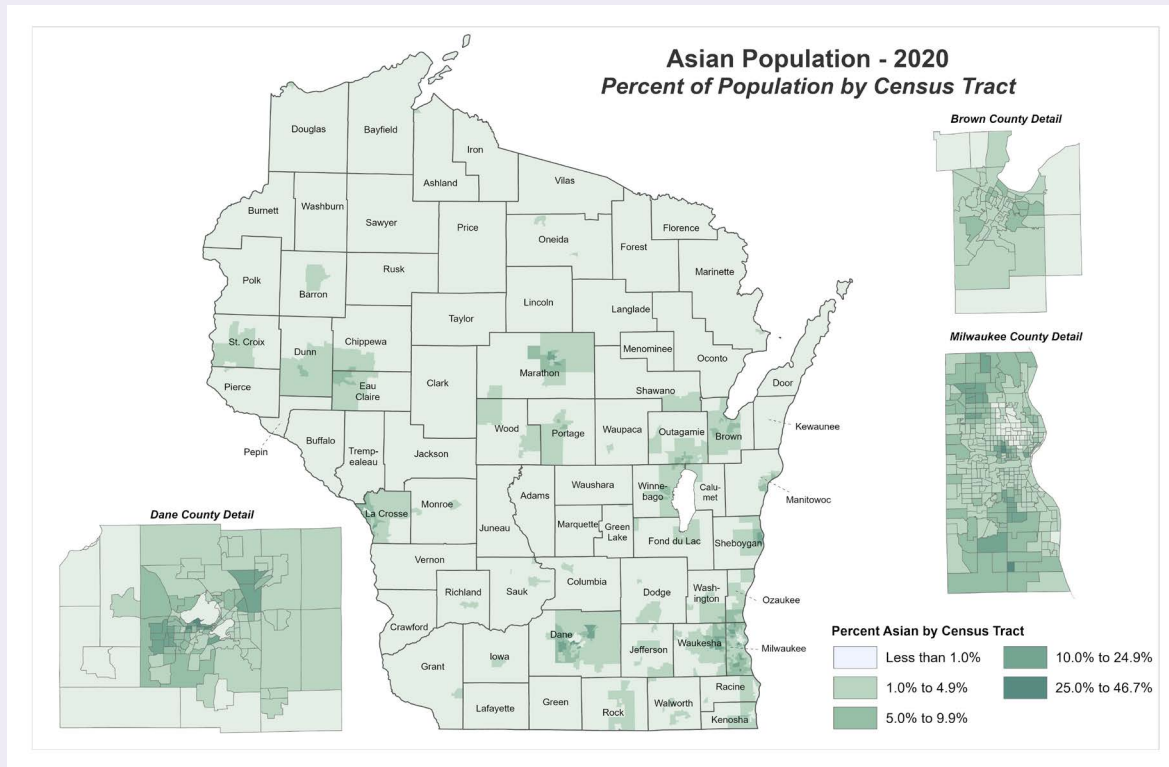 Asian Population - 2020
Percent of Population by Census Tract
Brown County Detail
Douglas
Bayfield
Iron
Ashland
Vilas
Burnett
Washburn
Sawyer
Price
Oneida
Forest
Florence
Marinette
Polk
Barron
Rusk
Lincoln
Langlade
Taylor
Milwaukee County Detail
St. Croix
Dunn
Chippewa
Menominee
Oconto
Pierce
Eau
Claire
Clark
Marathon
Shawano
Door
Pepin
Buffalo
Tremp-
ealeau
Jackson
Wood
Portage
Waupaca
Outagamie
Brown
Kewaunee
Waushara
Winne-
bago
Calu-
met
Manitowoc
Adams
La Crosse
Monroe
Juneau
Marquette
Green
Lake
Fond du Lac
Sheboygan
Dane County Detail
Vernon
Richland
Sauk
Columbia
Dodge
Wash-
ington
Ozaukee
Crawford
Dane
Jefferson
Waukesha
Milwaukee
Grant
Iowa
Lafayette
Green
Rock
Walworth
Racine
Kenosha
Percent Asian by Census Tract
Less than 1.0%
1.0% to 4.9%
5.0% to 9.9%
10.0% to 24.9%
25.0% to 46.7%